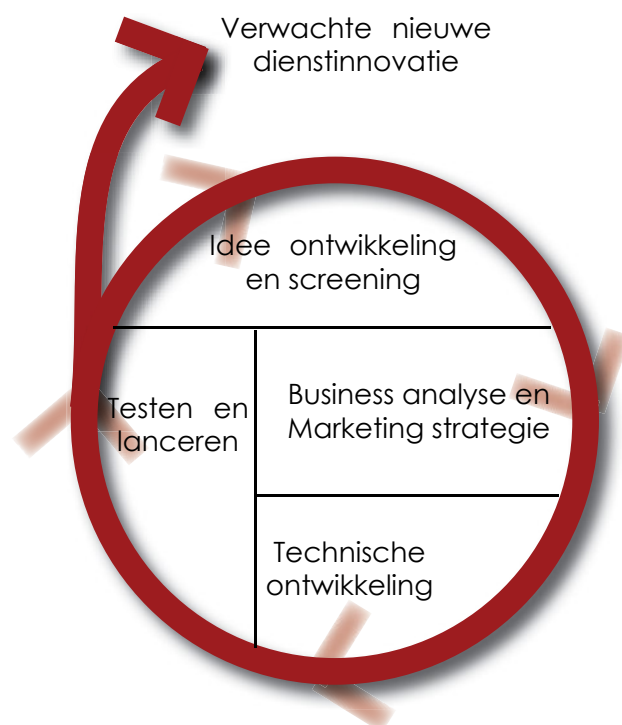 Verwachte nieuwe
dienstinnovatie
Idee ontwikkeling
en screening
Testen en
lanceren
Business analyse en
Marketing strategie
Technische
ontwikkeling